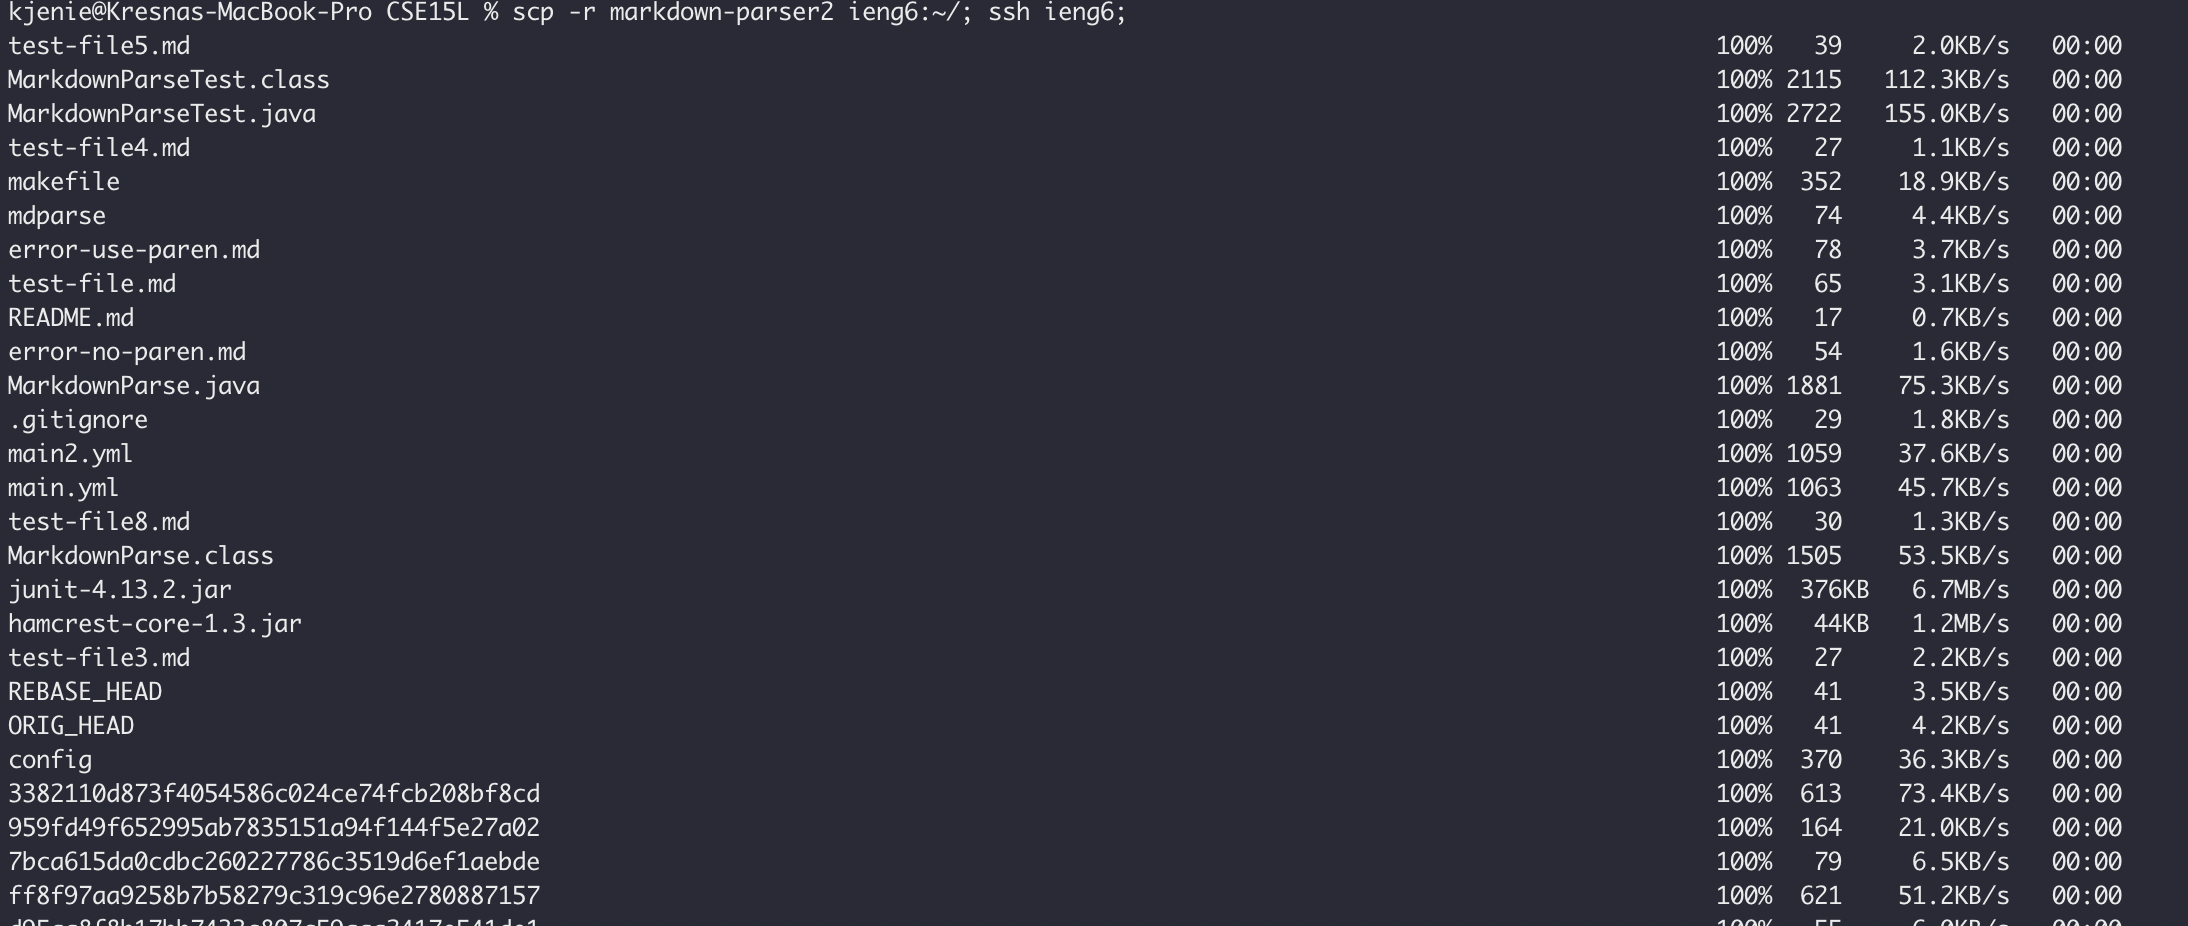 kjenie@Kresnas-MacBook-Pro CSE15L % scp -r markdown-parser2 ieng6:~/; ssh ieng6;
test-file5.md 100% 39 2.0KB/s 00:00
MarkdownParseTest.class 100% 2115 112.3KB/s 00:00
MarkdownParseTest.java 100% 2722 155.0KB/s 00:00
test-file4.md 100% 27 1.1KB/s 00:00
makefile 100% 352 18.9KB/s 00:00
mdparse 100% 74 4.4KB/s 00:00
error-use-paren.md 100% 78 3.7KB/s 00:00
test-file.md 100% 65 3.1KB/s 00:00
README.md 100% 17 0.7KB/s 00:00
error-no-paren.md 100% 54 1.6KB/s 00:00
MarkdownParse.java 100% 1881 75.3KB/s 00:00
.gitignore 100% 29 1.8KB/s 00:00
main2.yml 100% 1059 37.6KB/s 00:00
main.yml 100% 1063 45.7KB/s 00:00
test-file8.md 100% 30 1.3KB/s 00:00
MarkdownParse.class 100% 1505 53.5KB/s 00:00
junit-4.13.2.jar 100% 376KB 6.7MB/s 00:00
hamcrest-core-1.3.jar 100% 44KB 1.2MB/s 00:00
test-file3.md 100% 27 2.2KB/s 00:00
REBASE_HEAD 100% 41 3.5KB/s 00:00
ORIG_HEAD 100% 41 4.2KB/s 00:00
config 100% 370 36.3KB/s 00:00
3382110d873f4054586c024ce74fcb208bf8cd 100% 613 73.4KB/s 00:00
959fd49f652995ab7835151a94f144f5e27a02 100% 164 21.0KB/s 00:00
7bca615da0cdbc260227786c3519d6ef1aebde 100% 79 6.5KB/s 00:00
ff8f97aa9258b7b58279c319c96e2780887157 100% 621 51.2KB/s 00:00
100% 55 6.0KB/s 00:00